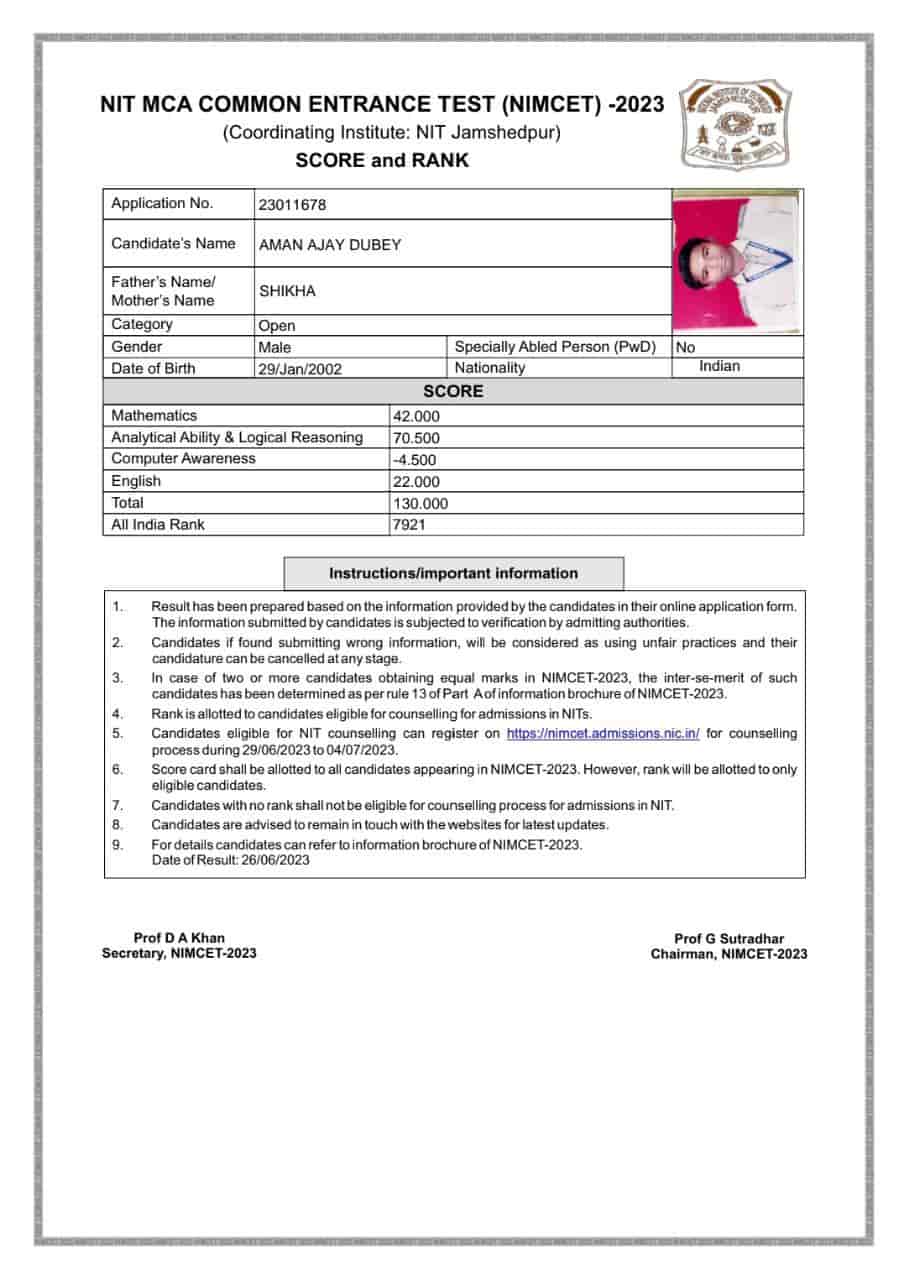 NIT MCA COMMON ENTRANCE TEST (NIMCET) -2023
(Coordinating Institute: NIT Jamshedpur)
SCORE and RANK
NATIONAL INSTITUTE OF TECHNOLOGY
JAMSHEDPUR
Application No. 23011678
Candidate's Name AMAN AJAY DUBEY
Father's Name/
Mother's Name SHIKHA
Category Open
Gender Male Specially Abled Person (PwD) No
Date of Birth 29/Jan/2002 Nationality Indian
SCORE
Mathematics 42.000
Analytical Ability & Logical Reasoning 70.500
Computer Awareness -4.500
English 22.000
Total 130.000
All India Rank 7921
Instructions/important information
1. Result has been prepared based on the information provided by the candidates in their online application form.
The information submitted by candidates is subjected to verification by admitting authorities.
2. Candidates if found submitting wrong information, will be considered as using unfair practices and their
candidature can be cancelled at any stage.
3. In case of two or more candidates obtaining equal marks in NIMCET-2023, the inter-se-merit of such
candidates has been determined as per rule 13 of Part A of information brochure of NIMCET-2023.
4. Rank is allotted to candidates eligible for counselling for admissions in NITs.
5. Candidates eligible for NIT counselling can register on https://nimcet.admissions.nic.in/ for counselling
process during 29/06/2023 to 04/07/2023.
6. Score card shall be allotted to all candidates appearing in NIMCET-2023. However, rank will be allotted to only
eligible candidates.
7. Candidates with no rank shall not be eligible for counselling process for admissions in NIT.
8. Candidates are advised to remain in touch with the websites for latest updates.
9. For details candidates can refer to information brochure of NIMCET-2023.
Date of Result: 26/06/2023
Prof D A Khan
Secretary, NIMCET-2023
Prof G Sutradhar
Chairman, NIMCET-2023